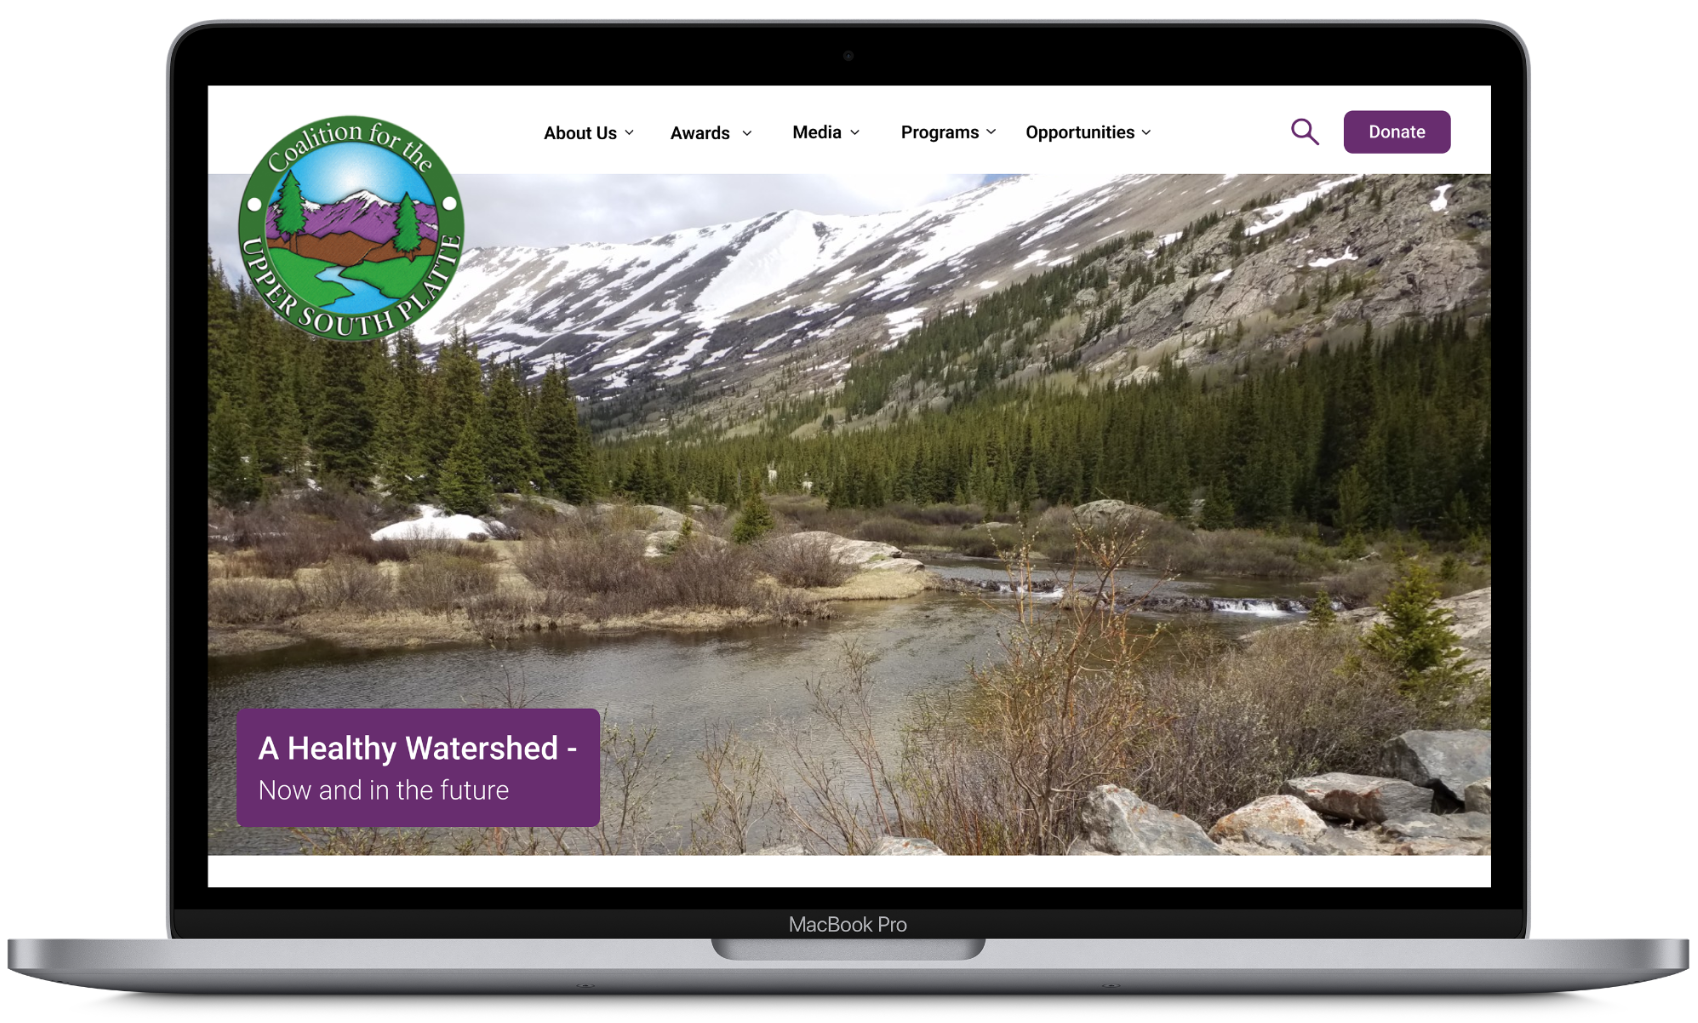 Coalition for the
UPPER SOUTH PLATTE
About Us
Awards
Media
Programs
Opportunities
Donate
A Healthy Watershed -
Now and in the future
MacBook Pro